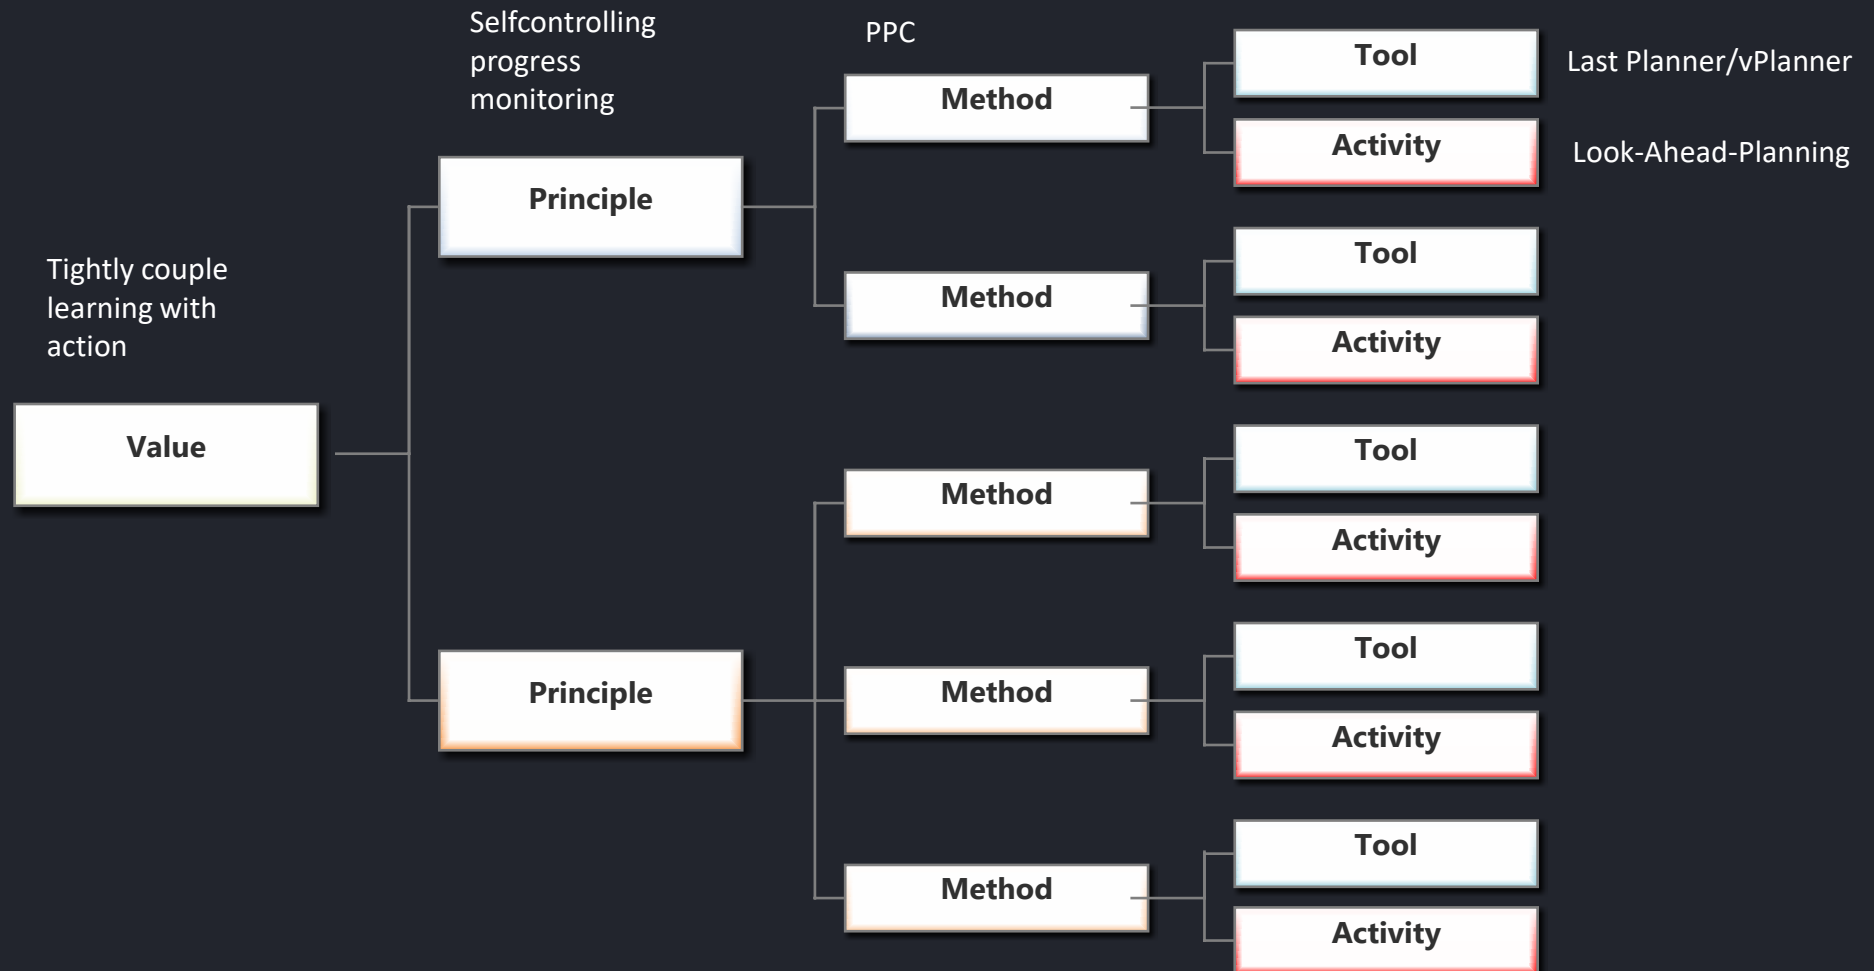 Selfcontrolling
progress
monitoring
PPC
Tool
Last Planner/vPlanner
Method
Activity
Look-Ahead-Planning
Principle
Tool
Tightly couple
learning with
action
Method
Activity
Value
Tool
Method
Activity
Tool
Principle
Method
Activity
Tool
Method
Activity